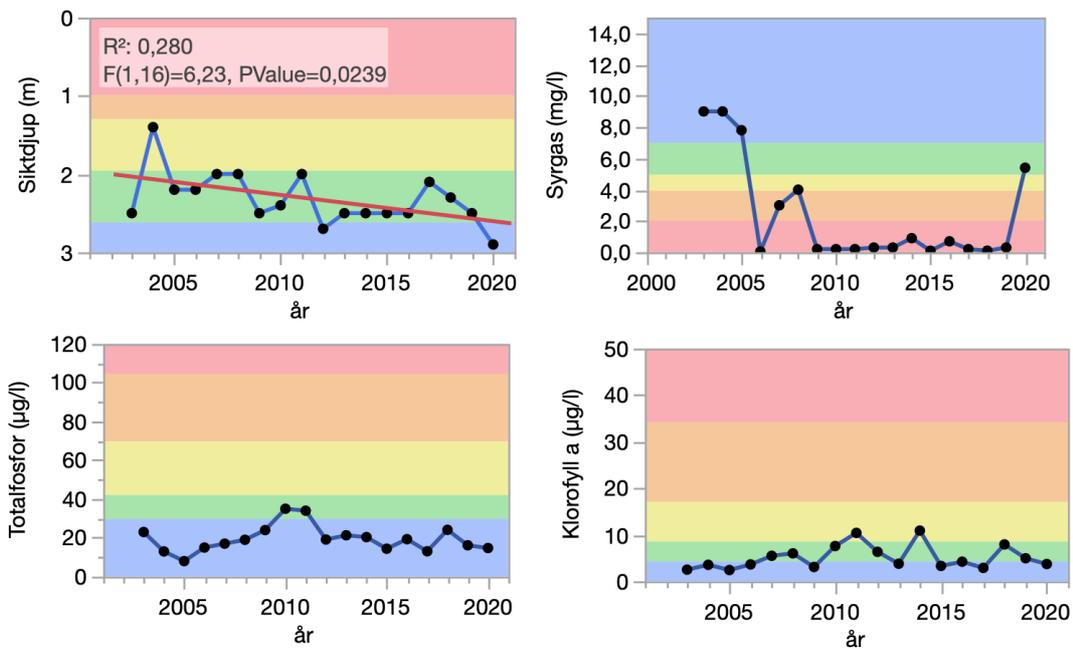 R²: 0,280
F(1,16)=6,23, PValue=0,0239
Siktdjup (m)
0
1
2
3
2005 2010 2015 2020
år
Syrgas (mg/l)
14,0
12,0
10,0
8,0
6,0
4,0
2,0
0,0
2000 2005 2010 2015 2020
år
Totalfosfor (µg/l)
120
100
80
60
40
20
0
2005 2010 2015 2020
år
Klorofyll a (µg/l)
50
40
30
20
10
0
2005 2010 2015 2020
år